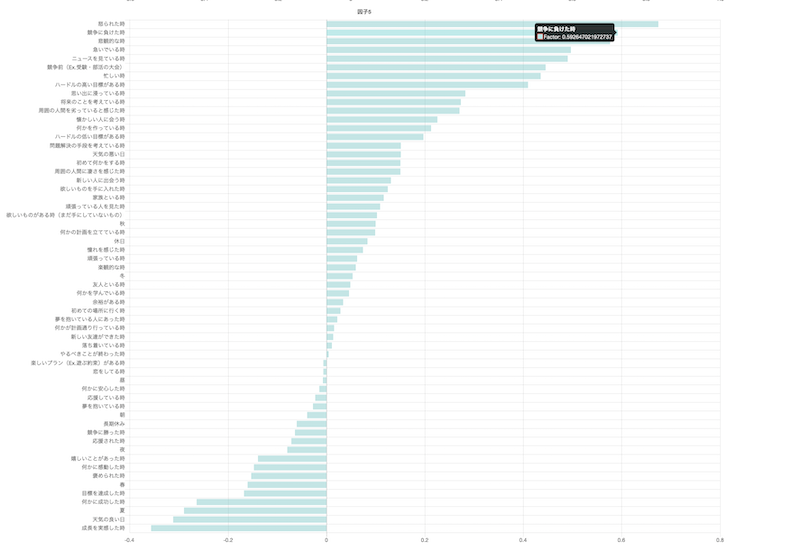 因子5
怒られた時
競争に負けた時
悲観的な時
急いでいる時
ニュースを見ている時
競争前（Ex.受験・部活の大会）
忙しい時
ハードルの高い目標がある時
思い出に浸っている時
将来のことを考えている時
周囲の人間を劣っていると感じた時
懐かしい人に会う時
何かを作っている時
ハードルの低い目標がある時
問題解決の手段を考えている時
天気の悪い日
初めて何かをする時
周囲の人間に凄さを感じた時
新しい人に出会う時
欲しいものを手に入れた時
家族といる時
頑張っている人を見た時
欲しいものがある時（まだ手にしていないもの）
秋
何かの計画を立てている時
休日
憧れを感じた時
頑張っている時
楽観的な時
冬
友人といる時
何かを学んでいる時
余裕がある時
初めての場所に行く時
夢を抱いている人にあった時
何かが計画通り行っている時
新しい友達ができた時
落ち着いている時
やるべきことが終わった時
楽しいプラン（Ex.遊ぶ約束）がある時
恋をしてる時
昼
何かに安心した時
応援している時
夢を抱いている時
朝
長期休み
競争に勝った時
応援された時
夜
嬉しいことがあった時
何かに感動した時
褒められた時
春
目標を達成した時
何かに成功した時
夏
天気の良い日
成長を実感した時
競争に負けた時
Factor: 0.592647021972737
-0.4
-0.2
0
0.2
0.4
0.6
0.8